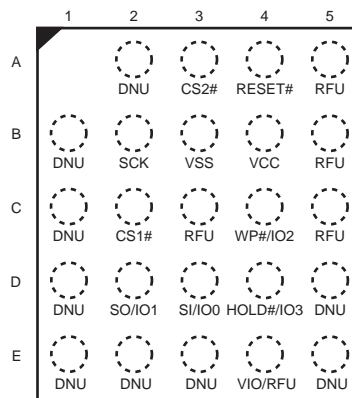 1 2 3 4 5
A
DNU CS2# RESET# RFU
B
DNU SCK VSS VCC RFU
C
DNU CS1# RFU WP#/IO2 RFU
D
DNU SO/IO1 SI/IO0 HOLD#/IO3 DNU
E
DNU DNU DNU VIO/RFU DNU